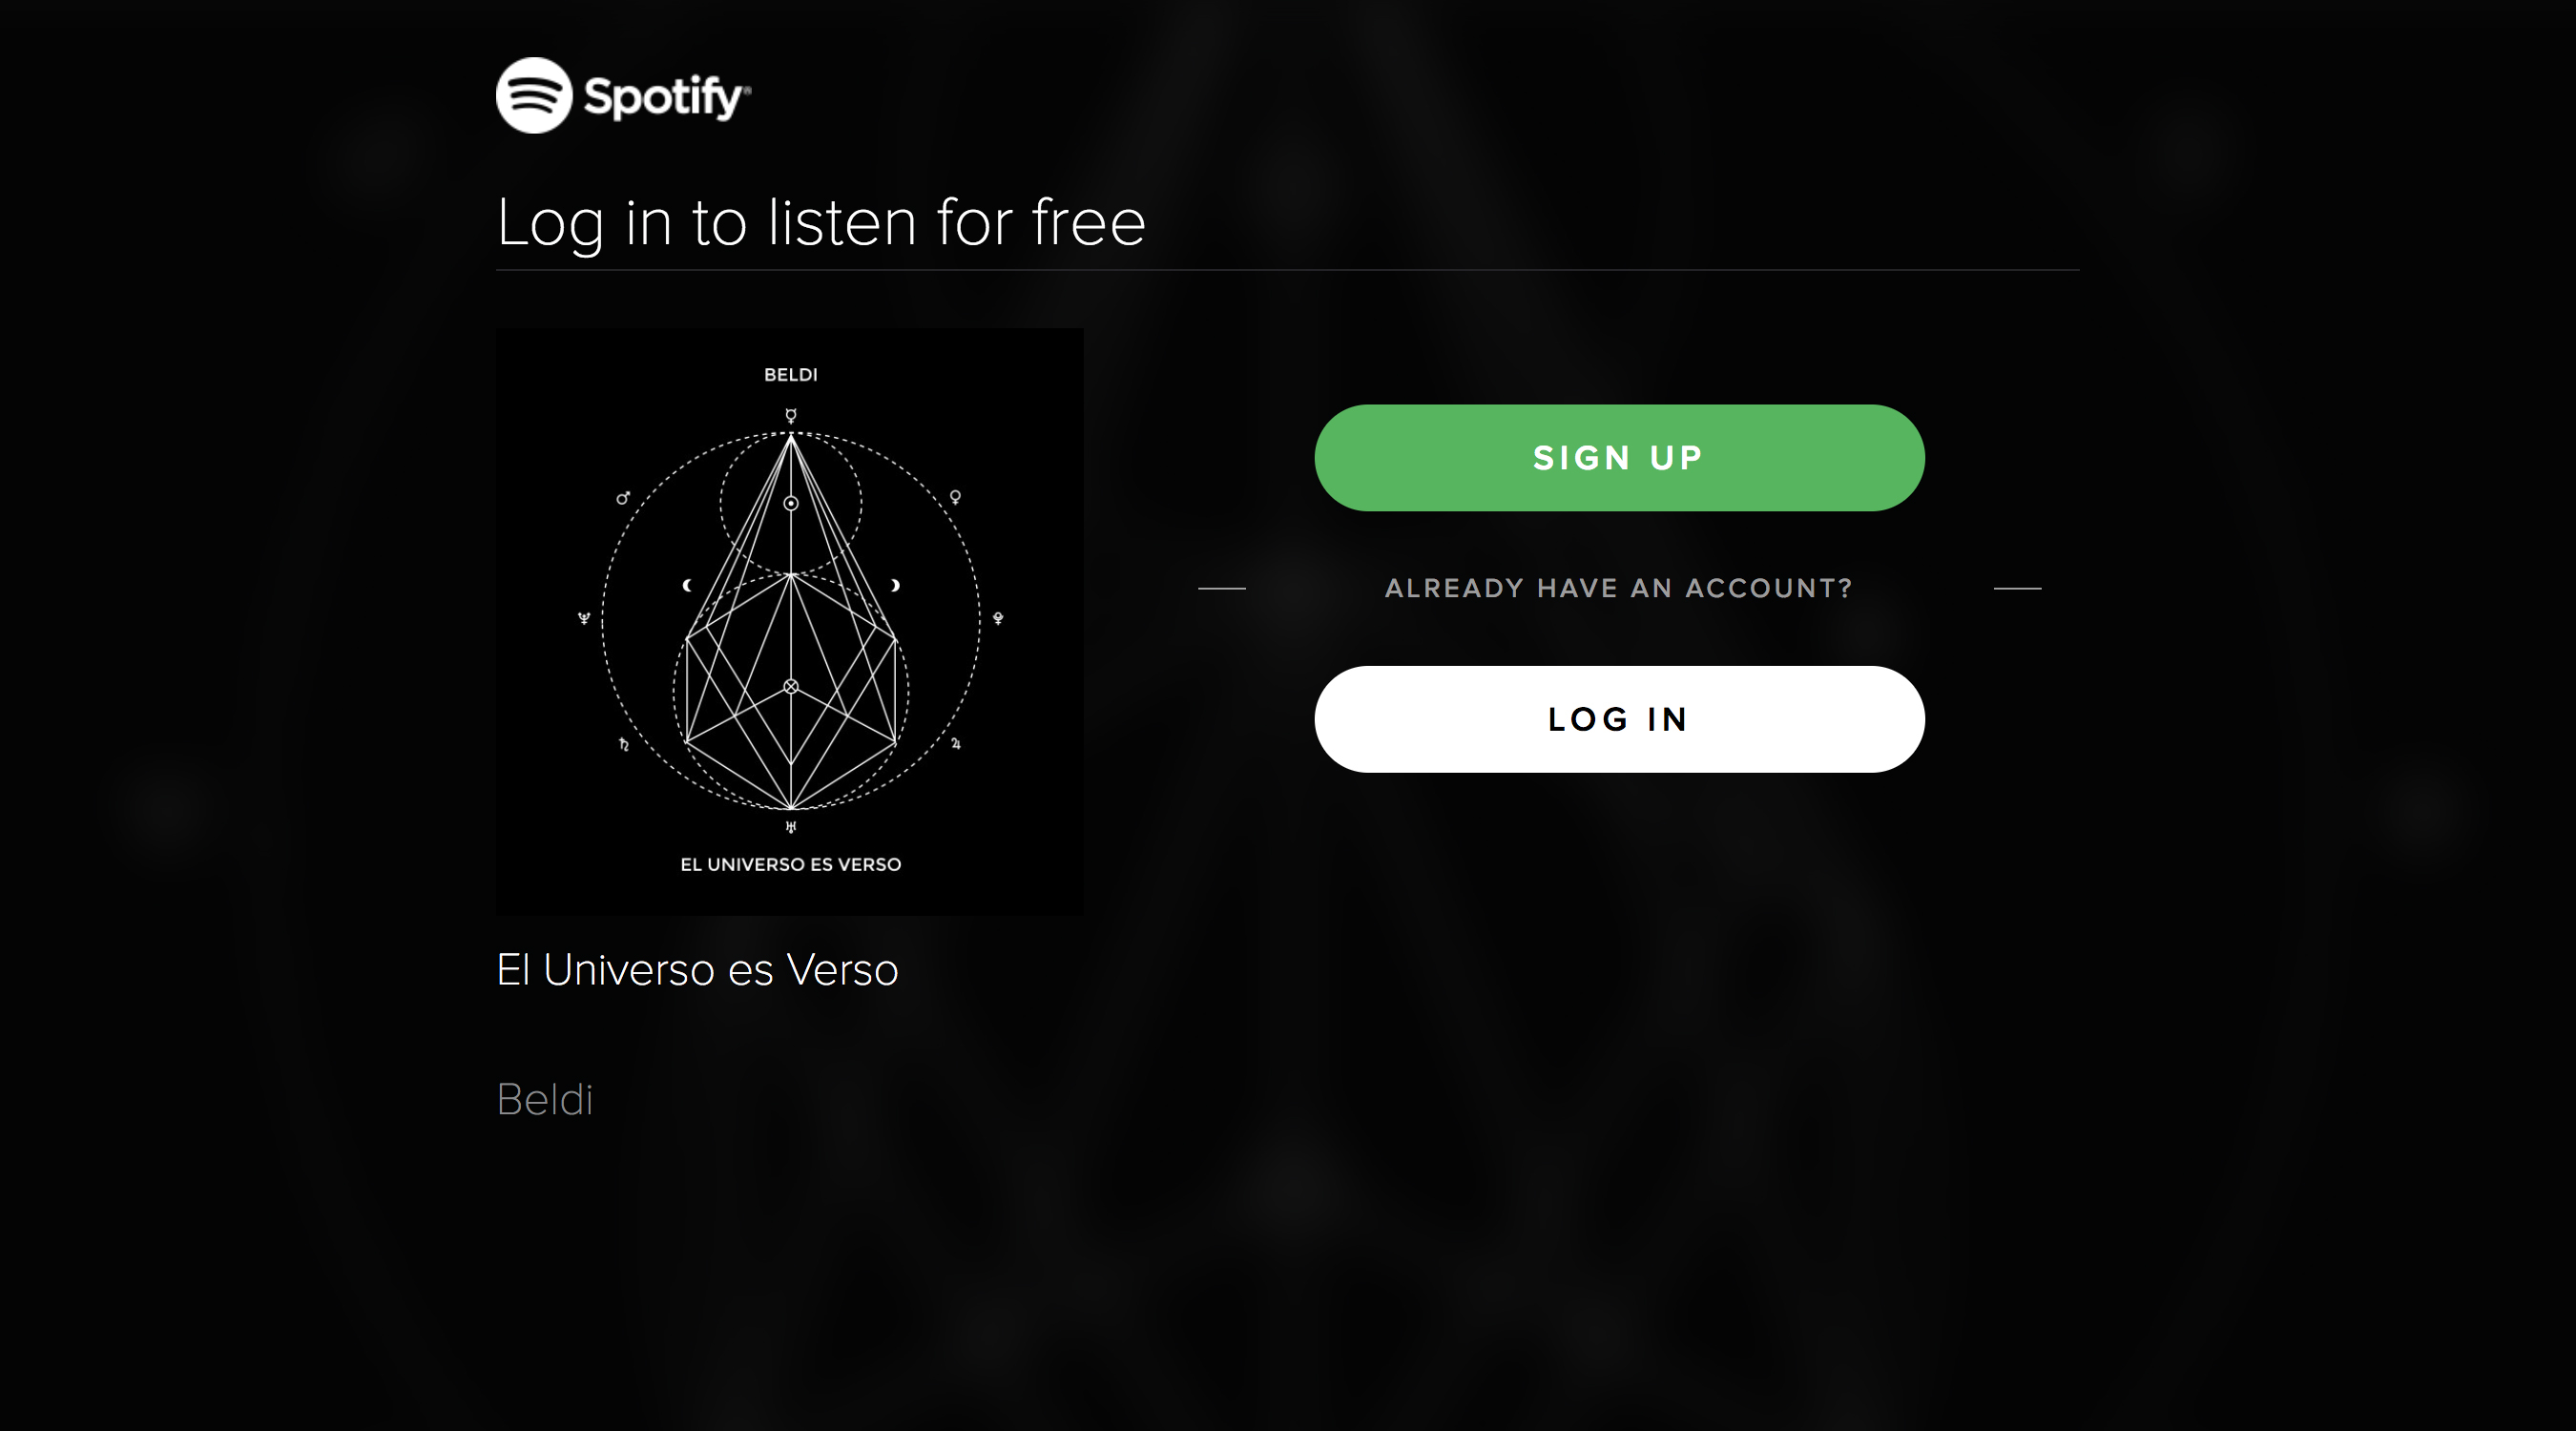 Spotify®
Log in to listen for free
BELDI
EL UNIVERSO ES VERSO
SIGN UP
ALREADY HAVE AN ACCOUNT?
LOG IN
El Universo es Verso
Beldi